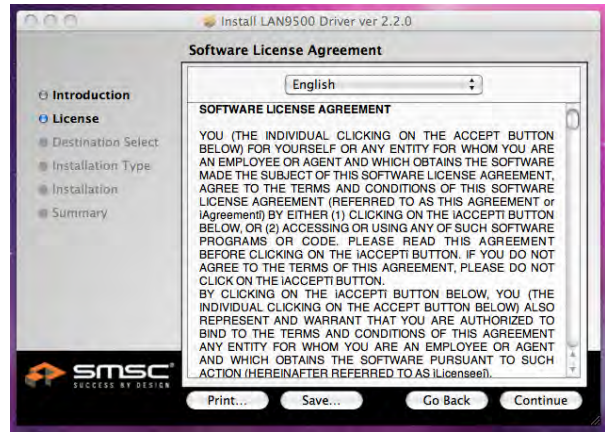 Install LAN9500 Driver ver 2.2.0
Software License Agreement
Introduction
License
Destination Select
Installation Type
Installation
Summary
English
SOFTWARE LICENSE AGREEMENT
YOU (THE INDIVIDUAL CLICKING ON THE ACCEPT BUTTON
BELOW) FOR YOURSELF OR ANY ENTITY FOR WHOM YOU ARE
AN EMPLOYEE OR AGENT AND WHICH OBTAINS THE SOFTWARE
MADE THE SUBJECT OF THIS SOFTWARE LICENSE AGREEMENT,
AGREE TO THE TERMS AND CONDITIONS OF THIS SOFTWARE
LICENSE AGREEMENT (REFERRED TO AS THIS AGREEMENT or
iAgreementî) BY EITHER (1) CLICKING ON THE ìACCEPTî BUTTON
BELOW, OR (2) ACCESSING OR USING ANY OF SUCH SOFTWARE
PROGRAMS OR CODE. PLEASE READ THIS AGREEMENT
BEFORE CLICKING ON THE ìACCEPTî BUTTON. IF YOU DO NOT
AGREE TO THE TERMS OF THIS AGREEMENT, PLEASE DO NOT
CLICK ON THE ìACCEPTî BUTTON.
BY CLICKING ON THE ìACCEPTî BUTTON BELOW, YOU (THE
INDIVIDUAL CLICKING ON THE ACCEPT BUTTON BELOW) ALSO
REPRESENT AND WARRANT THAT YOU ARE AUTHORIZED TO
BIND TO THE TERMS AND CONDITIONS OF THIS AGREEMENT
ANY ENTITY FOR WHOM YOU ARE AN EMPLOYEE OR AGENT
AND WHICH OBTAINS THE SOFTWARE PURSUANT TO SUCH
ACTION (HEREINAFTER REFERRED TO AS ìLicenseeî).
smsc
SUCCESS BY DESIGN
Print...
Save...
Go Back
Continue